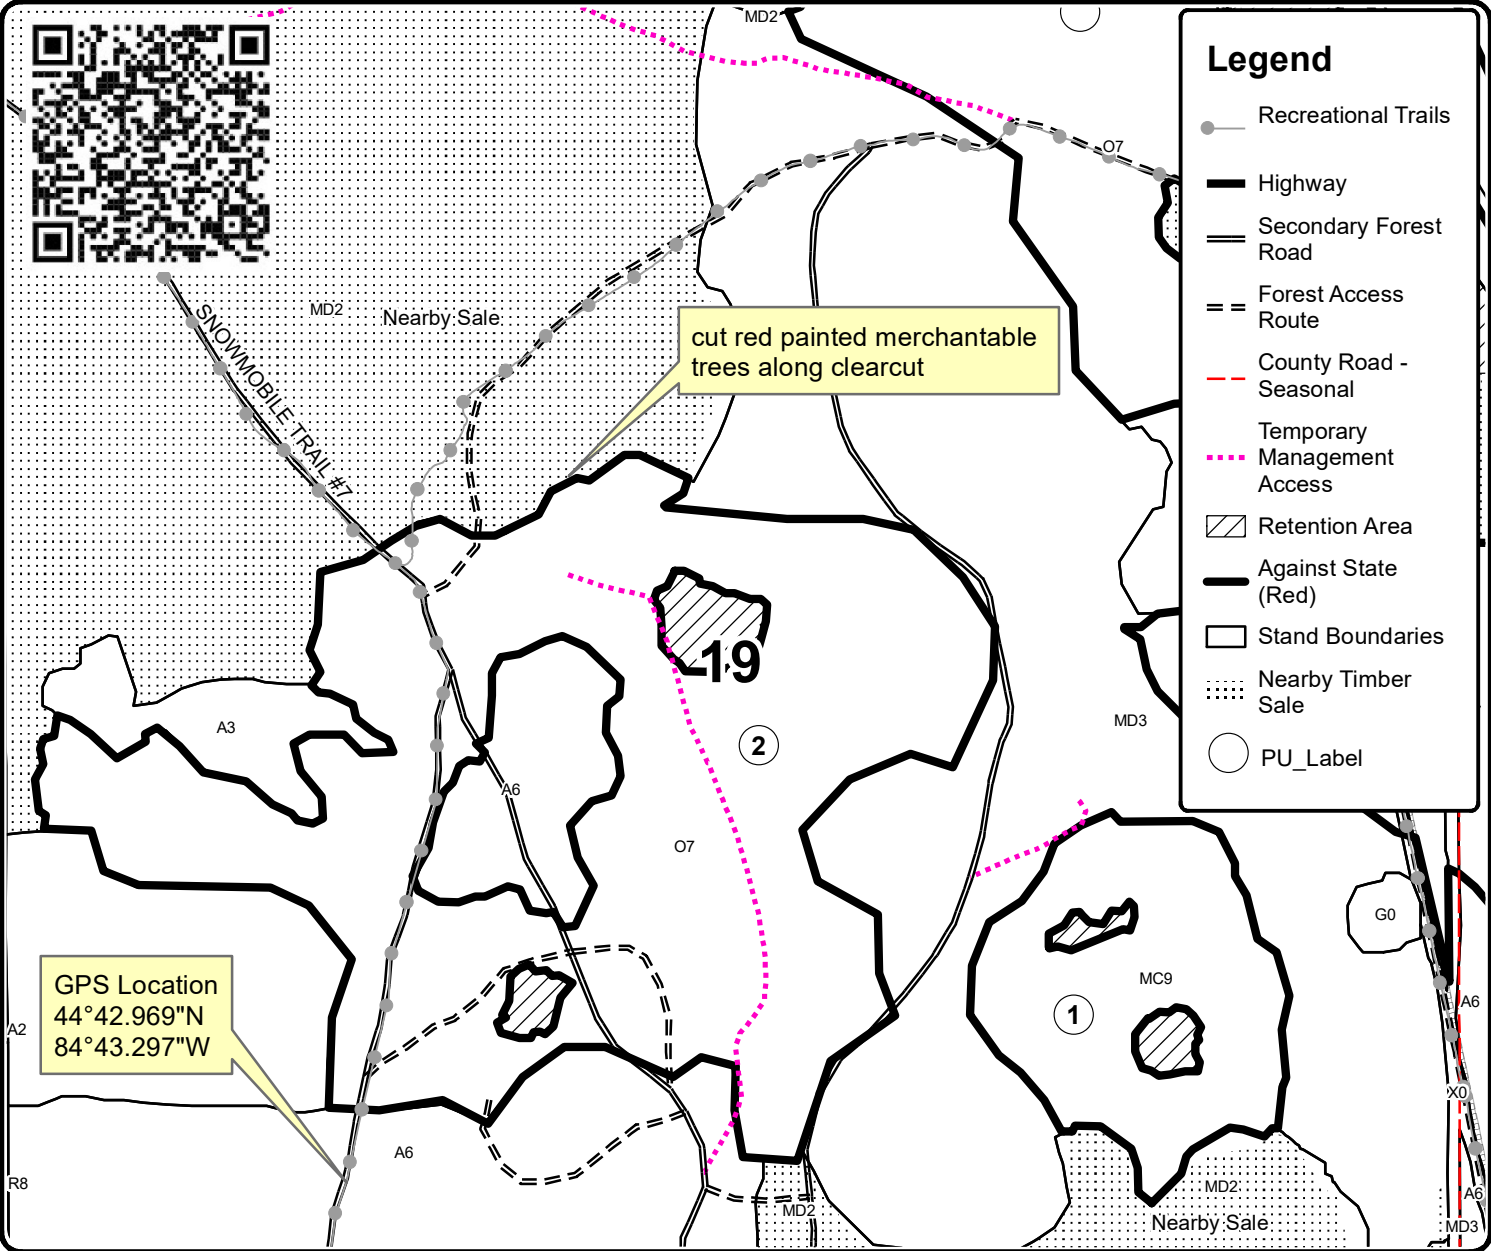 MD2
O7
MD2
Nearby Sale
SNOWMOBILE TRAIL #7
cut red painted merchantable
trees along clearcut
19
2
A3
A6
O7
MD3
G0
MC9
1
GPS Location
44°42.969"N
84°43.297"W
A2
A6
X0
A6
R8
MD2
A6
MD2
Nearby Sale
MD3
Legend
Recreational Trails
Highway
Secondary Forest
Road
Forest Access
Route
County Road -
Seasonal
Temporary
Management
Access
Retention Area
Against State
(Red)
Stand Boundaries
Nearby Timber
Sale
PU_Label